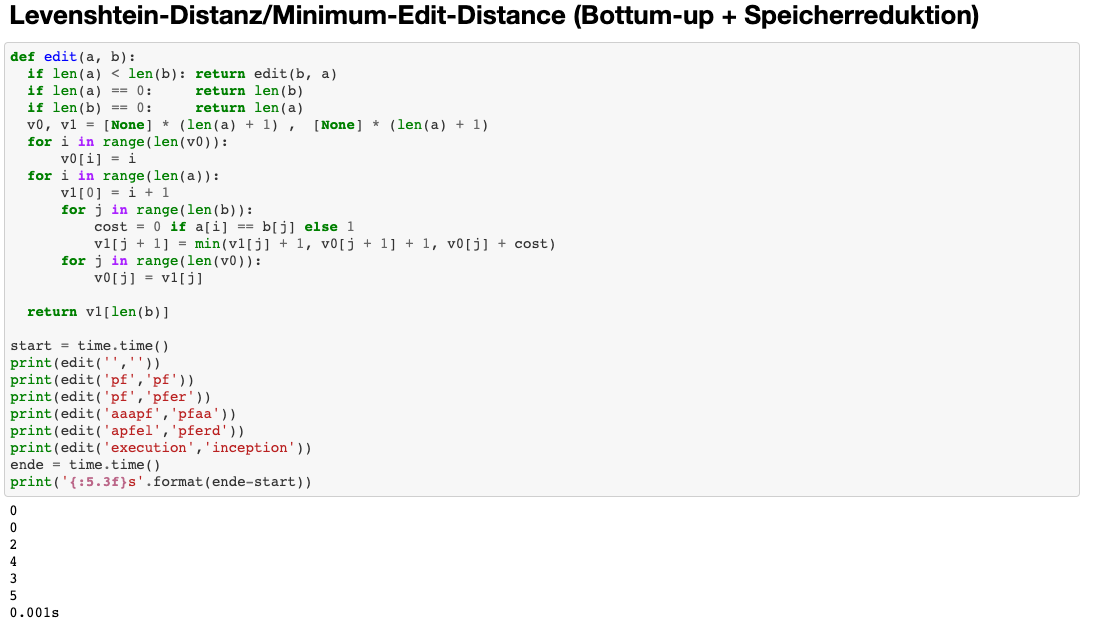 Levenshtein-Distanz/Minimum-Edit-Distance (Bottum-up + Speicherreduktion)
def edit(a, b):
  if len(a) < len(b): return edit(b, a)
  if len(a) == 0:     return len(b)
  if len(b) == 0:     return len(a)
  v0, v1 = [None] * (len(a) + 1) ,  [None] * (len(a) + 1)
  for i in range(len(v0)):
      v0[i] = i
  for i in range(len(a)):
      v1[0] = i + 1
      for j in range(len(b)):
          cost = 0 if a[i] == b[j] else 1
          v1[j + 1] = min(v1[j] + 1, v0[j + 1] + 1, v0[j] + cost)
      for j in range(len(v0)):
          v0[j] = v1[j]

  return v1[len(b)]

start = time.time()
print(edit('',''))
print(edit('pf','pf'))
print(edit('pf','pfer'))
print(edit('aaapf','pfaa'))
print(edit('apfel','pferd'))
print(edit('execution','inception'))
ende = time.time()
print('{:5.3f}s'.format(ende-start))
0
0
2
4
3
5
0.001s